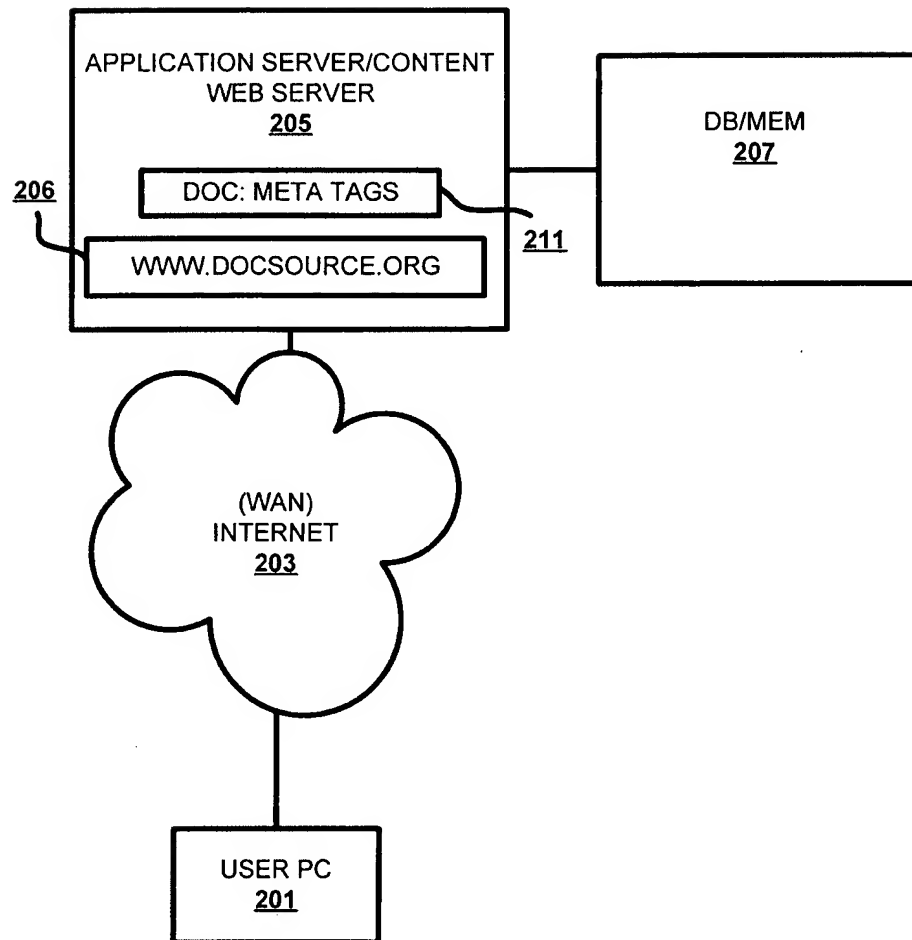 APPLICATION SERVER/CONTENT
WEB SERVER
205
DB/MEM
207
206
DOC: META TAGS
211
WWW.DOCSOURCE.ORG
(WAN)
INTERNET
203
USER PC
201